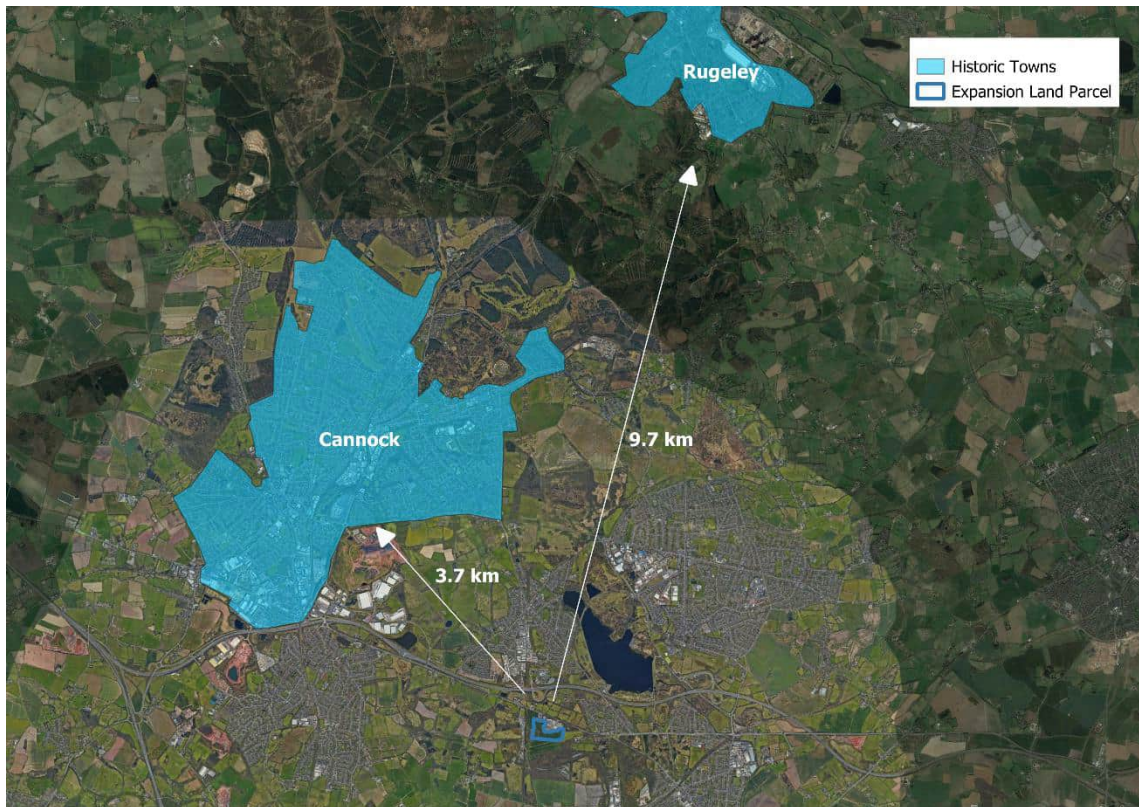 Rugeley
Historic Towns
Expansion Land Parcel
Cannock
9.7 km
3.7 km